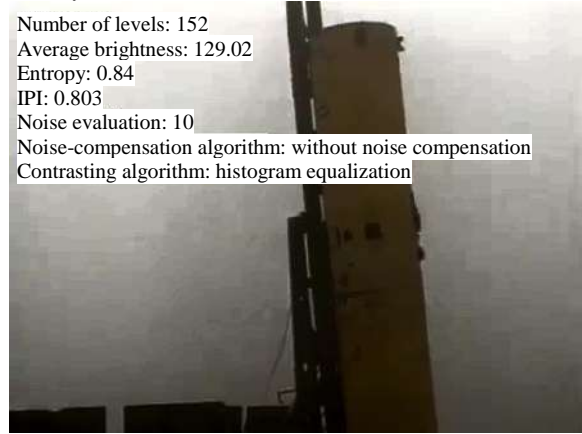 Number of levels: 152
Average brightness: 129.02
Entropy: 0.84
IPI: 0.803
Noise evaluation: 10
Noise-compensation algorithm: without noise compensation
Contrasting algorithm: histogram equalization